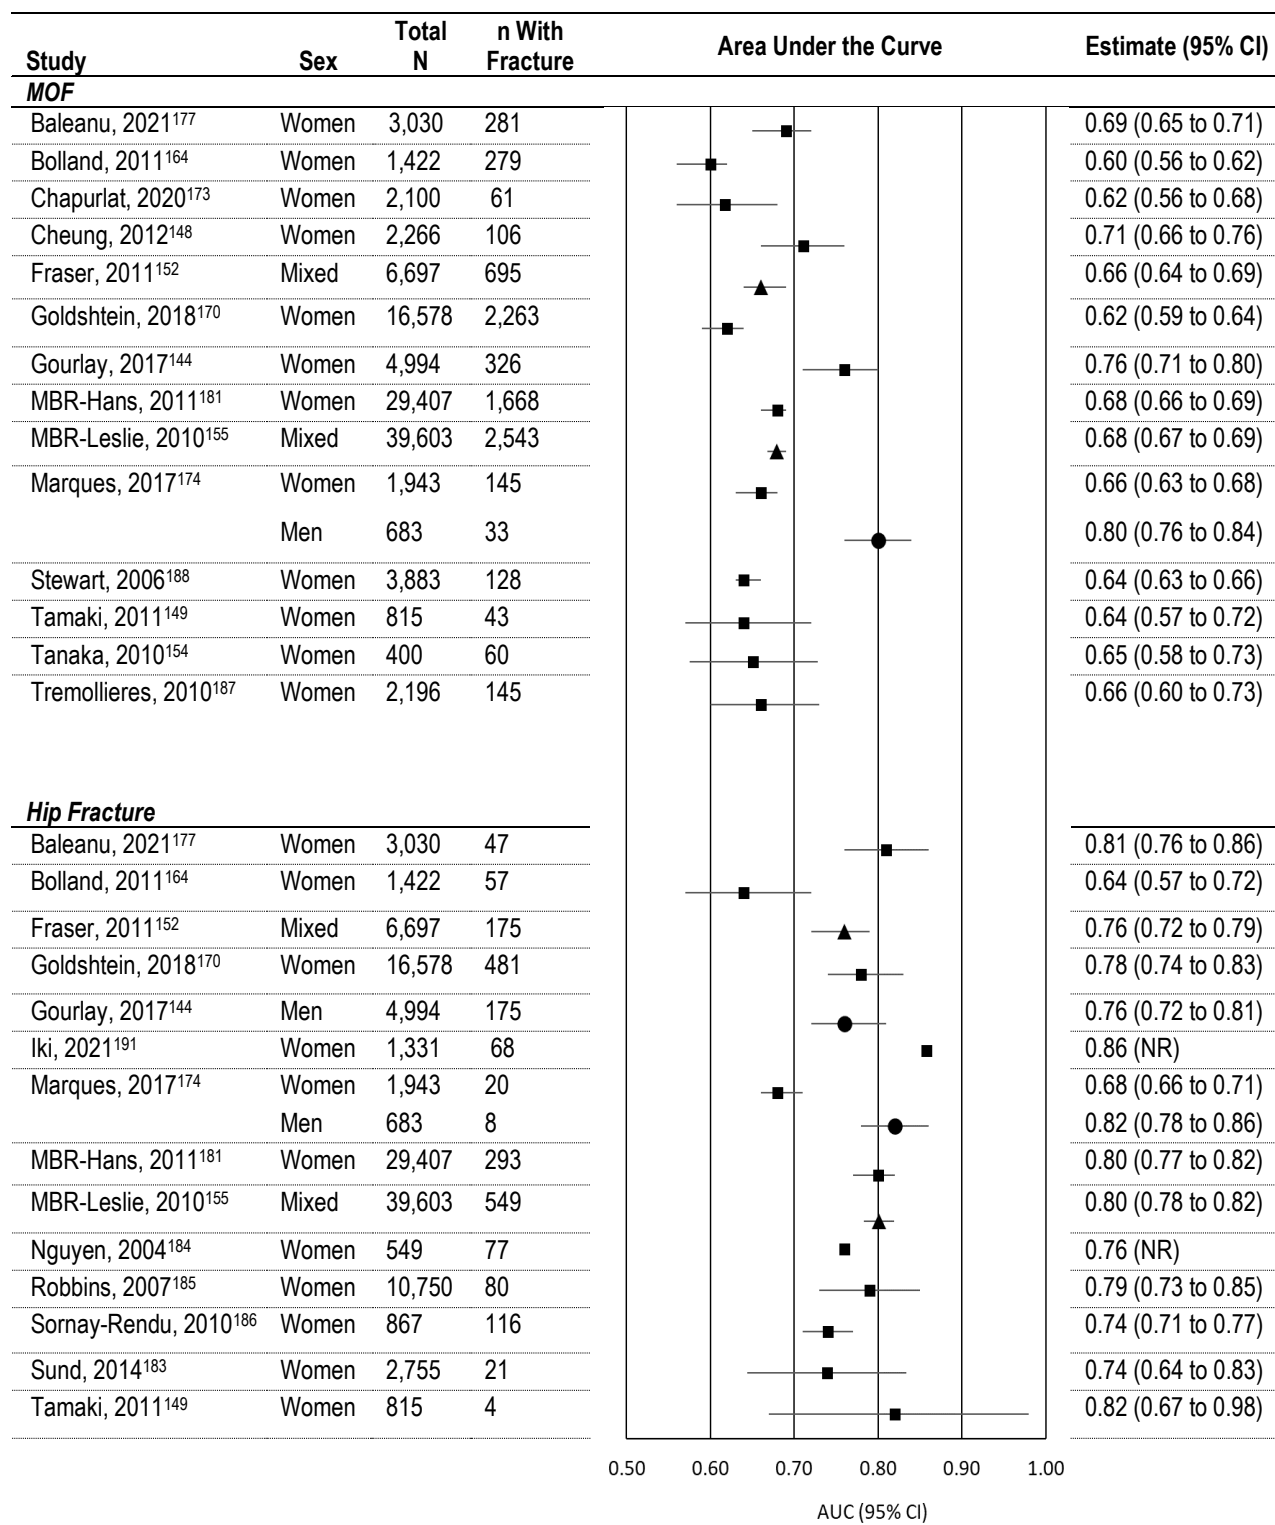 Study Sex Total N n With Fracture Area Under the Curve Estimate (95% CI)
MOF
Baleanu, 2021177 Women 3,030 281 0.69 (0.65 to 0.71)
Bolland, 2011164 Women 1,422 279 0.60 (0.56 to 0.62)
Chapurlat, 2020173 Women 2,100 61 0.62 (0.56 to 0.68)
Cheung, 2012148 Women 2,266 106 0.71 (0.66 to 0.76)
Fraser, 2011152 Mixed 6,697 695 0.66 (0.64 to 0.69)
Goldshtein, 2018170 Women 16,578 2,263 0.62 (0.59 to 0.64)
Gourlay, 2017144 Women 4,994 326 0.76 (0.71 to 0.80)
MBR-Hans, 2011181 Women 29,407 1,668 0.68 (0.66 to 0.69)
MBR-Leslie, 2010155 Mixed 39,603 2,543 0.68 (0.67 to 0.69)
Marques, 2017174 Women 1,943 145 0.66 (0.63 to 0.68)
Men 683 33 0.80 (0.76 to 0.84)
Stewart, 2006188 Women 3,883 128 0.64 (0.63 to 0.66)
Tamaki, 2011149 Women 815 43 0.64 (0.57 to 0.72)
Tanaka, 2010154 Women 400 60 0.65 (0.58 to 0.73)
Tremollieres, 2010187 Women 2,196 145 0.66 (0.60 to 0.73)
Hip Fracture
Baleanu, 2021177 Women 3,030 47 0.81 (0.76 to 0.86)
Bolland, 2011164 Women 1,422 57 0.64 (0.57 to 0.72)
Fraser, 2011152 Mixed 6,697 175 0.76 (0.72 to 0.79)
Goldshtein, 2018170 Women 16,578 481 0.78 (0.74 to 0.83)
Gourlay, 2017144 Men 4,994 175 0.76 (0.72 to 0.81)
Iki, 2021191 Women 1,331 68 0.86 (NR)
Marques, 2017174 Women 1,943 20 0.68 (0.66 to 0.71)
Men 683 8 0.82 (0.78 to 0.86)
MBR-Hans, 2011181 Women 29,407 293 0.80 (0.77 to 0.82)
MBR-Leslie, 2010155 Mixed 39,603 549 0.80 (0.78 to 0.82)
Nguyen, 2004184 Women 549 77 0.76 (NR)
Robbins, 2007185 Women 10,750 80 0.79 (0.73 to 0.85)
Sornay-Rendu, 2010186 Women 867 116 0.74 (0.71 to 0.77)
Sund, 2014183 Women 2,755 21 0.74 (0.64 to 0.83)
Tamaki, 2011149 Women 815 4 0.82 (0.67 to 0.98)
0.50 0.60 0.70 0.80 0.90 1.00
AUC (95% CI)